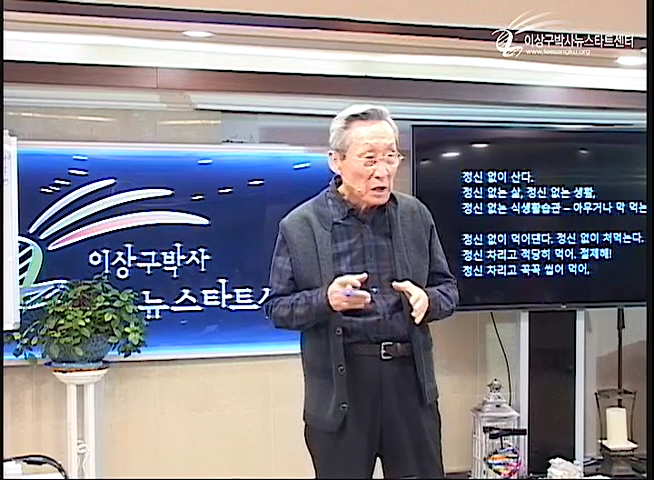 이상구박사뉴스타트센터
www.leesangku.org
정신 없이 산다.
정신 없는 삶, 정신 없는 생활,
정신 없는 식생활습관 – 아무거나 막 먹는
정신 없이 먹어댄다. 정신 없이 처먹는다.
정신 차리고 적당히 먹어, 절제해!
정신 차리고 꼭꼭 씹어 먹어,
이상구박사
뉴스타트